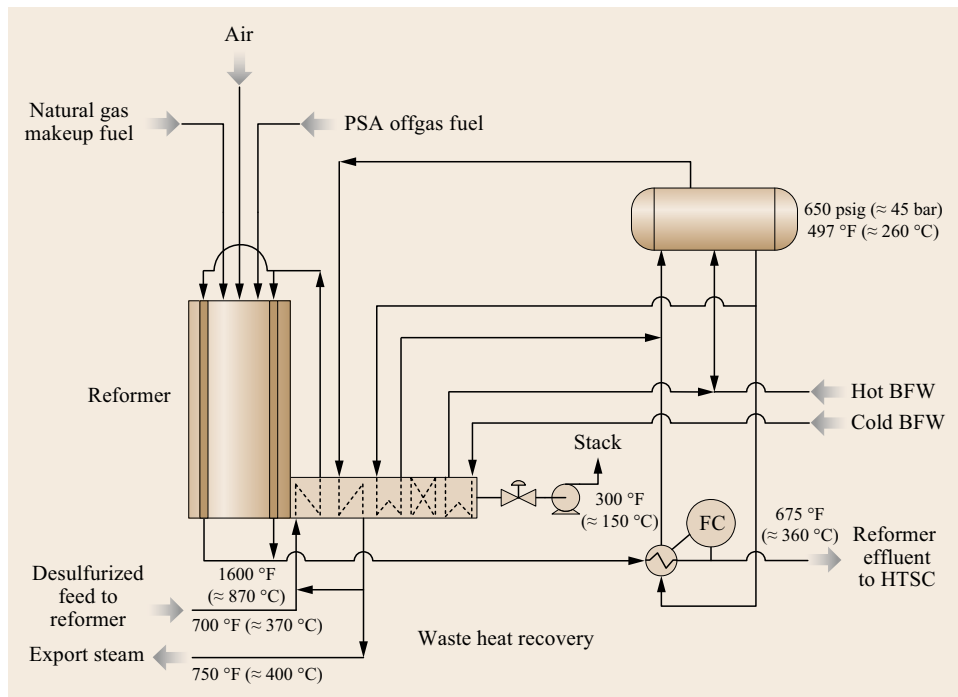 Air
Natural gas
makeup fuel
PSA offgas fuel
650 psig (≈ 45 bar)
497 °F (≈ 260 °C)
Reformer
Hot BFW
Cold BFW
Stack
300 °F
(≈ 150 °C)
FC
675 °F
(≈ 360 °C)
Reformer
effluent
to HTSC
1600 °F
(≈ 870 °C)
Desulfurized
feed to
reformer
700 °F (≈ 370 °C)
Waste heat recovery
Export steam
750 °F (≈ 400 °C)